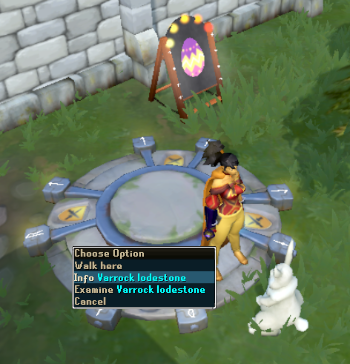 Choose Option
Walk here
Info Varrock lodestone
Examine Varrock lodestone
Cancel